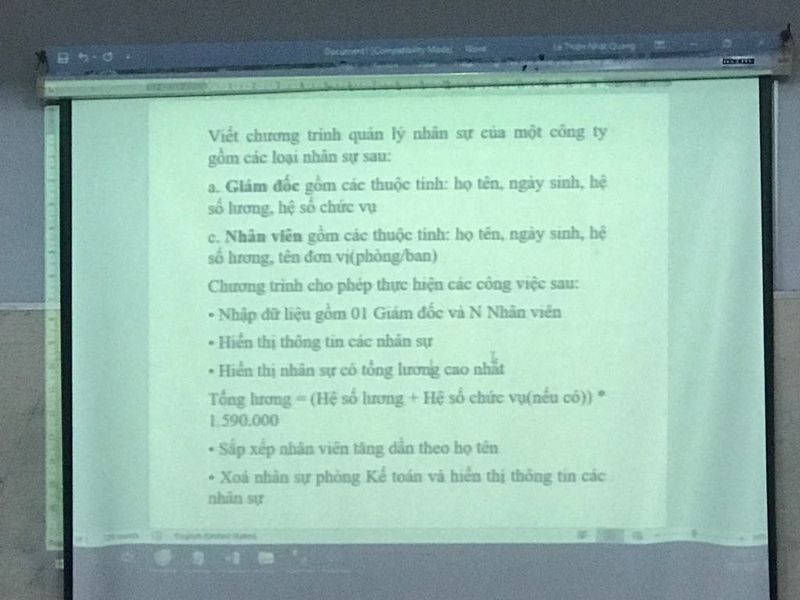 Document1 [Compatibility Mode] - Word
Viết chương trình quản lý nhân sự của một công ty
gồm các loại nhân sự sau:
a. Giám đốc gồm các thuộc tính: họ tên, ngày sinh, hệ
số lương, hệ số chức vụ
c. Nhân viên gồm các thuộc tính: họ tên, ngày sinh, hệ
số lương, tên đơn vị(phòng/ban)
Chương trình cho phép thực hiện các công việc sau:
• Nhập dữ liệu gồm 01 Giám đốc và N Nhân viên
• Hiển thị thông tin các nhân sự
• Hiển thị nhân sự có tổng lương cao nhất
Tổng lương = (Hệ số lương + Hệ số chức vụ(nếu có)) *
1.590.000
• Sắp xếp nhân viên tăng dần theo họ tên
• Xoá nhân sự phòng Kế toán và hiển thị thông tin các
nhân sự
English (United States)